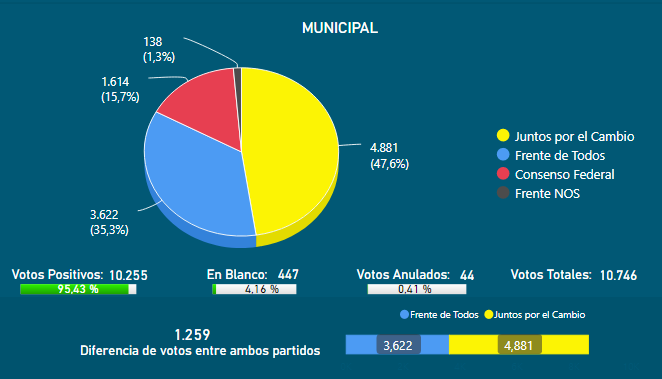 MUNICIPAL
138
(1,3%)
1.614
(15,7%)
4.881
(47,6%)
3.622
(35,3%)
Juntos por el Cambio
Frente de Todos
Consenso Federal
Frente NOS
Votos Positivos: 10.255
95,43 %
En Blanco: 447
4,16 %
Votos Anulados: 44
0,41 %
Votos Totales: 10.746
1.259
Diferencia de votos entre ambos partidos
Frente de Todos Juntos por el Cambio
3,622 4,881